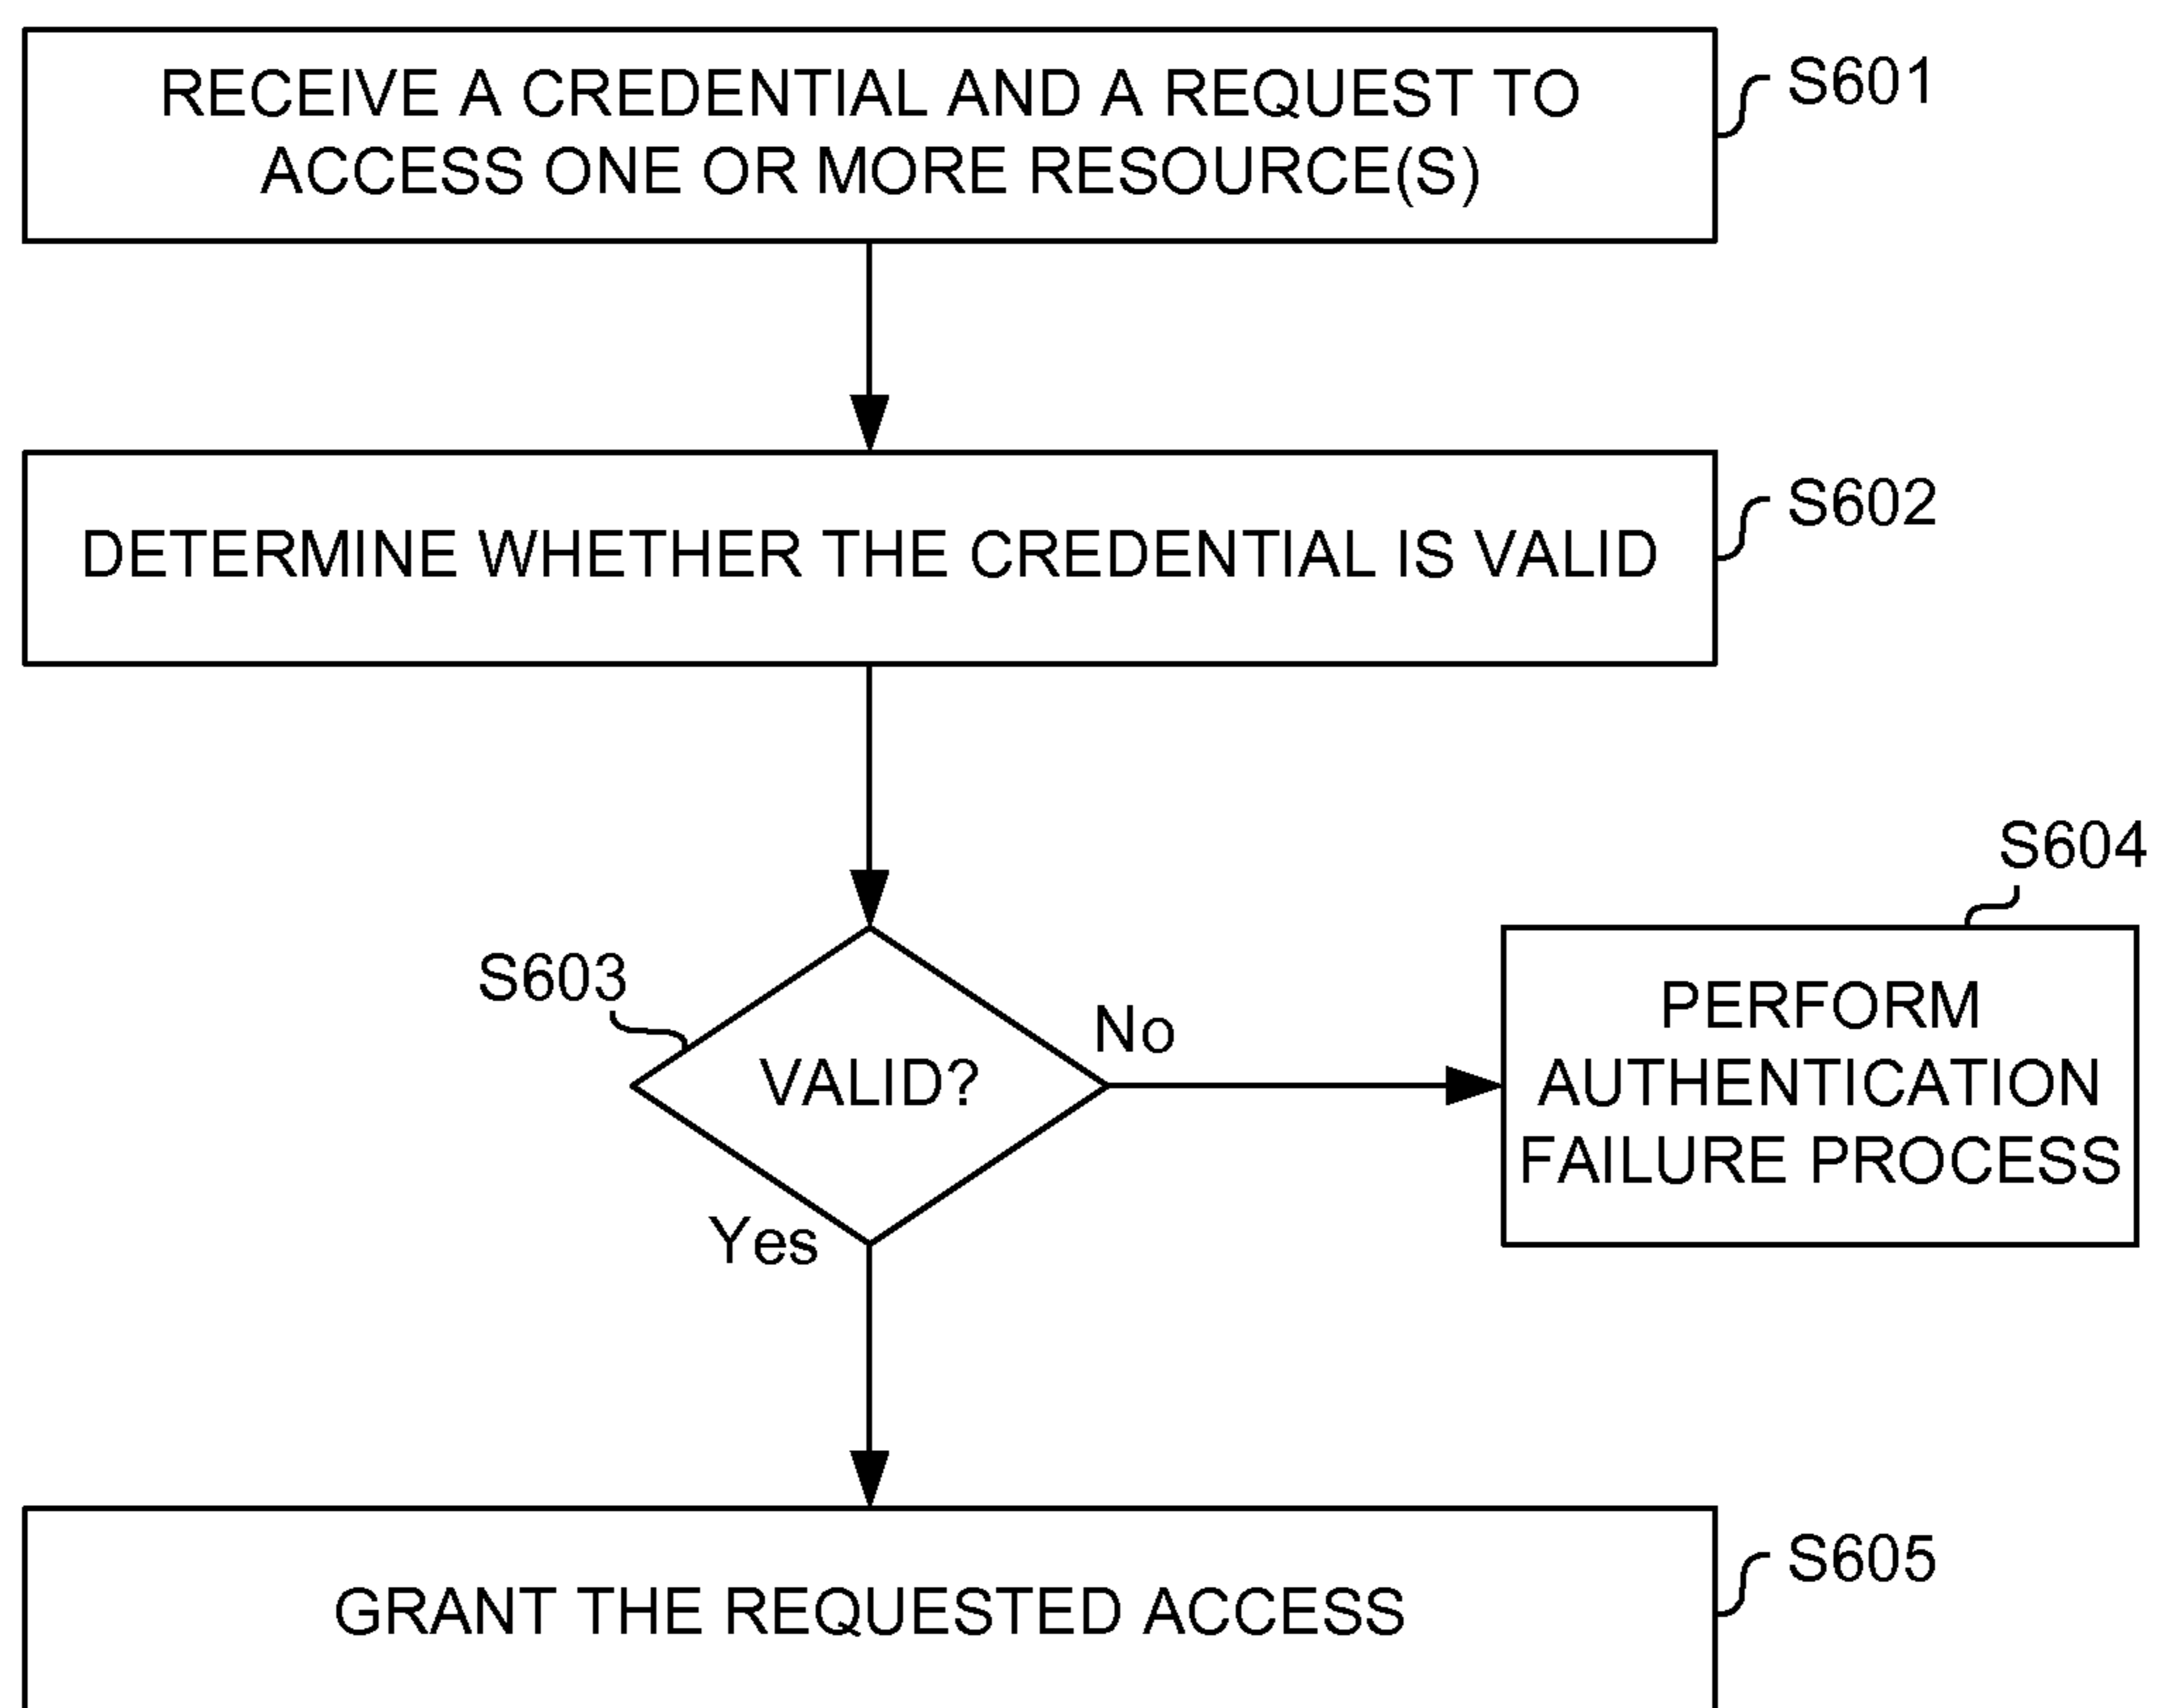 RECEIVE A CREDENTIAL AND A REQUEST TO
ACCESS ONE OR MORE RESOURCE(S)
S601
DETERMINE WHETHER THE CREDENTIAL IS VALID
S602
S603
VALID?
No
Yes
S604
PERFORM
AUTHENTICATION
FAILURE PROCESS
GRANT THE REQUESTED ACCESS
S605